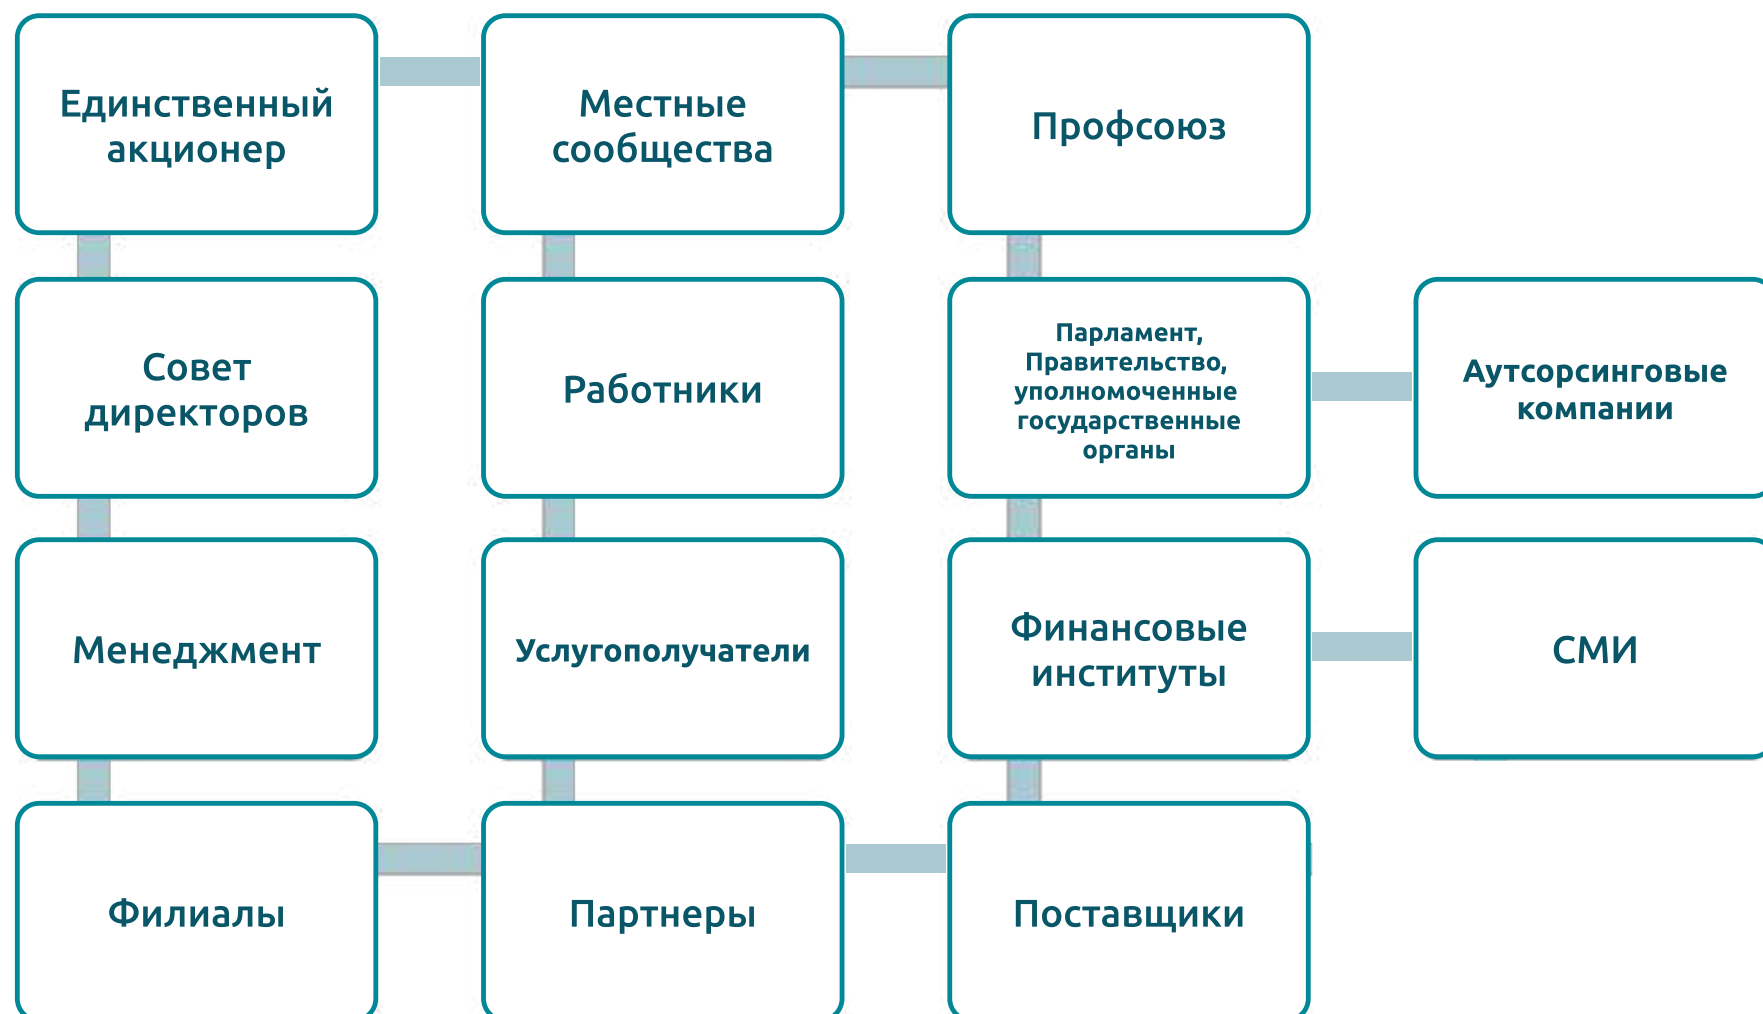 Единственный
акционер
Местные
сообщества
Профсоюз
Совет
директоров
Работники
Парламент,
Правительство,
уполномоченные
государственные
органы
Аутсорсинговые
компании
Менеджмент
Услугополучатели
Финансовые
институты
СМИ
Филиалы
Партнеры
Поставщики